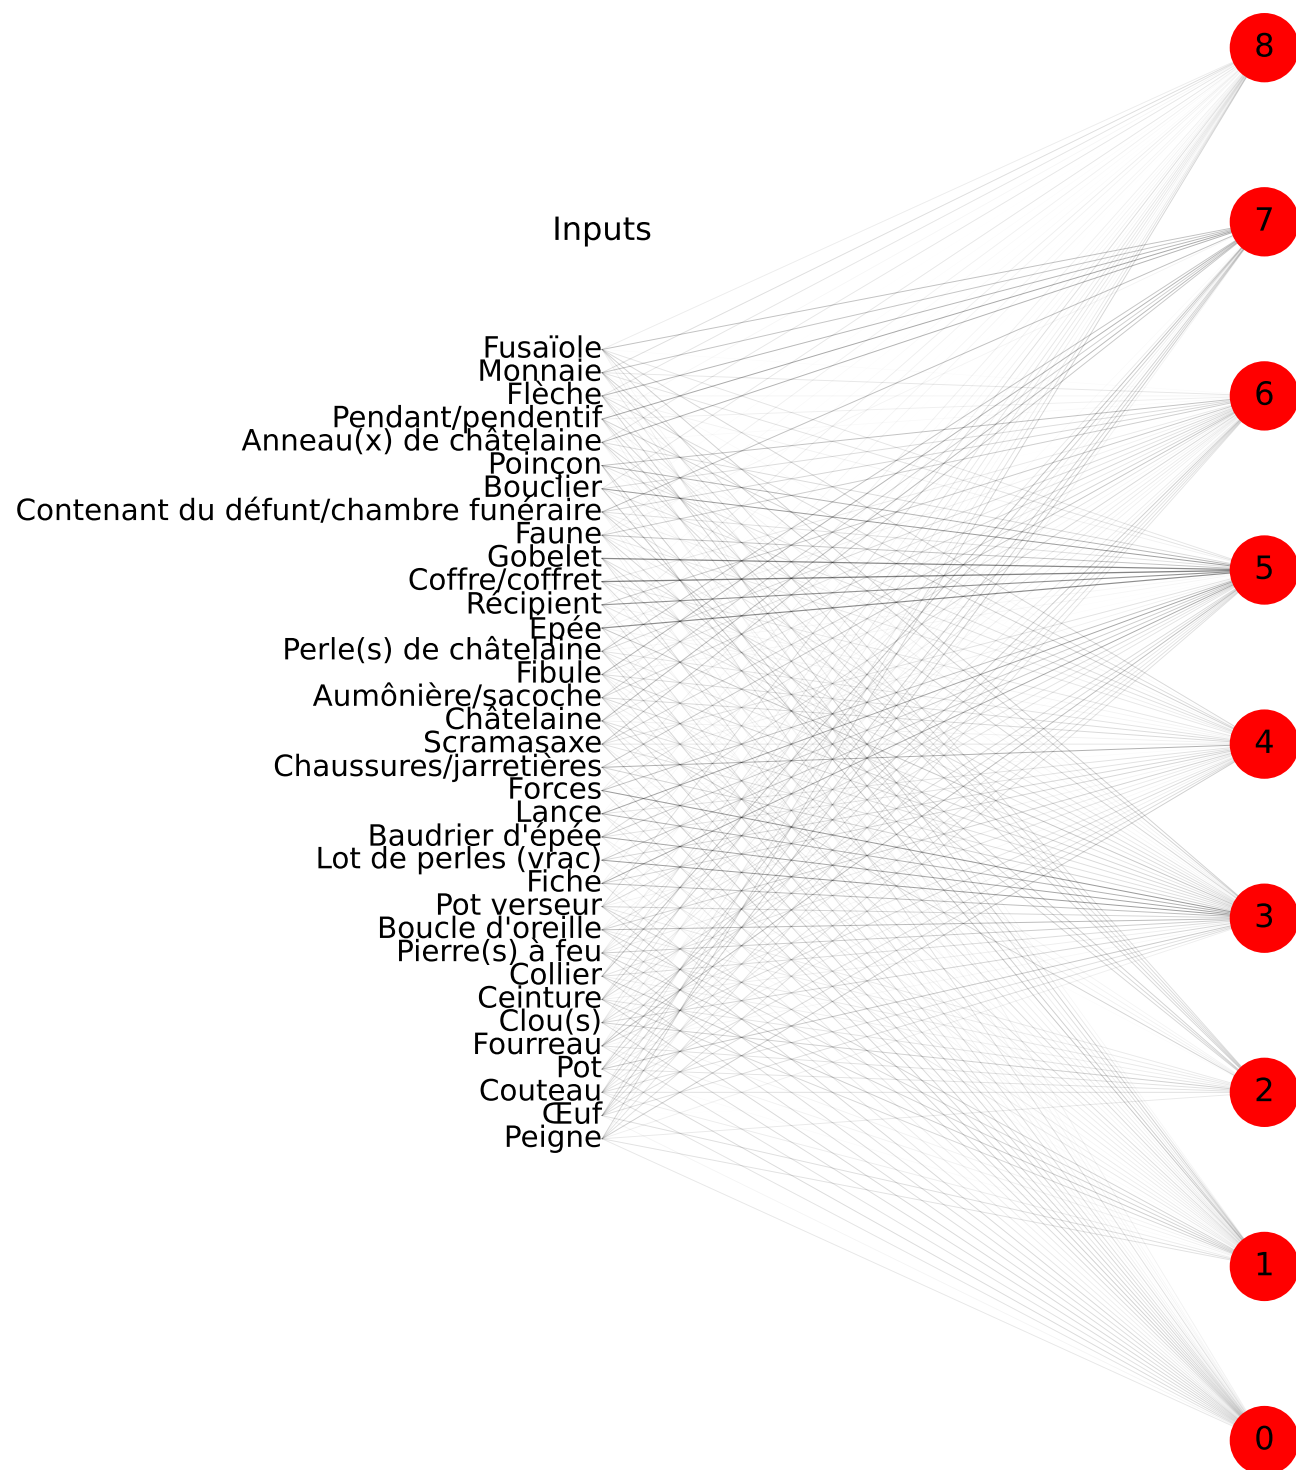 8
7
Inputs
Fusaïole
Monnaie
Flèche
6
Pendant/pendentif
Anneau(x) de châtelaine
Poinçon
Bouclier
Contenant du défunt/chambre funéraire
Faune
Gobelet
5
Coffre/coffret
Récipient
Epée
Perle(s) de châtelaine
Fibule
Aumônière/sacoche
Châtelaine
Scramasaxe
4
Chaussures/jarretières
Forces
Lance
Baudrier d'épée
Lot de perles (vrac)
Fiche
Pot verseur
3
Boucle d'oreille
Pierre(s) à feu
Collier
Ceinture
Clou(s)
Fourreau
Pot
Couteau
2
Œuf
Peigne
1
0